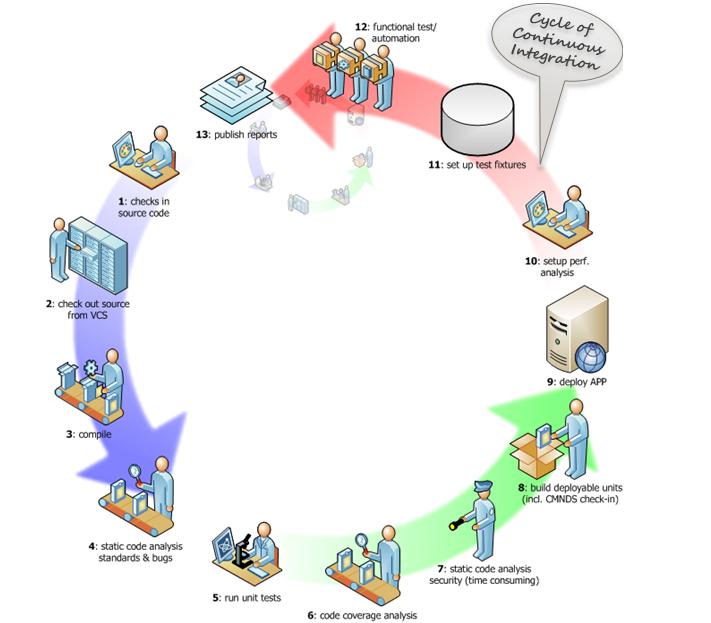 Cycle of
Continuous
Integration
1: checks in
source code
2: check out source
from VCS
3: compile
4: static code analysis
standards & bugs
5: run unit tests
6: code coverage analysis
7: static code analysis
security (time consuming)
8: build deployable units
(incl. CMNDS check-in)
9: deploy APP
10: setup perf.
analysis
11: set up test fixtures
12: functional test/
automation
13: publish reports